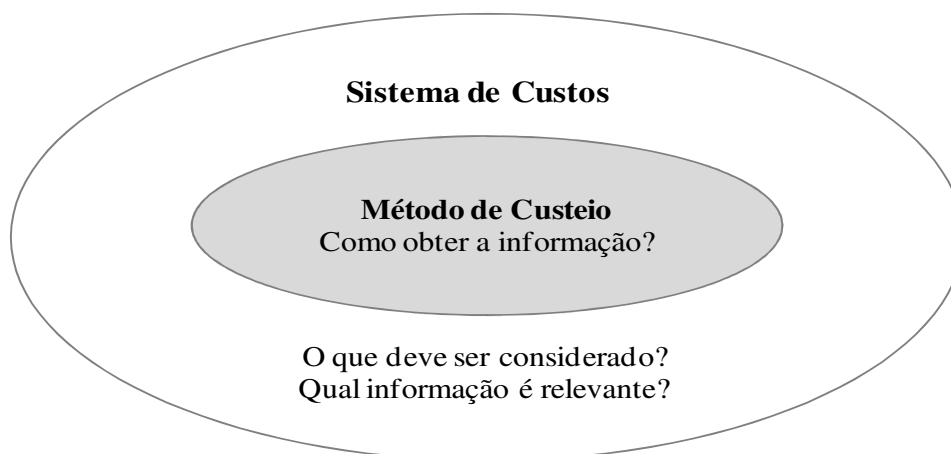 Sistema de Custos
Método de Custeio
Como obter a informação?
O que deve ser considerado?
Qual informação é relevante?